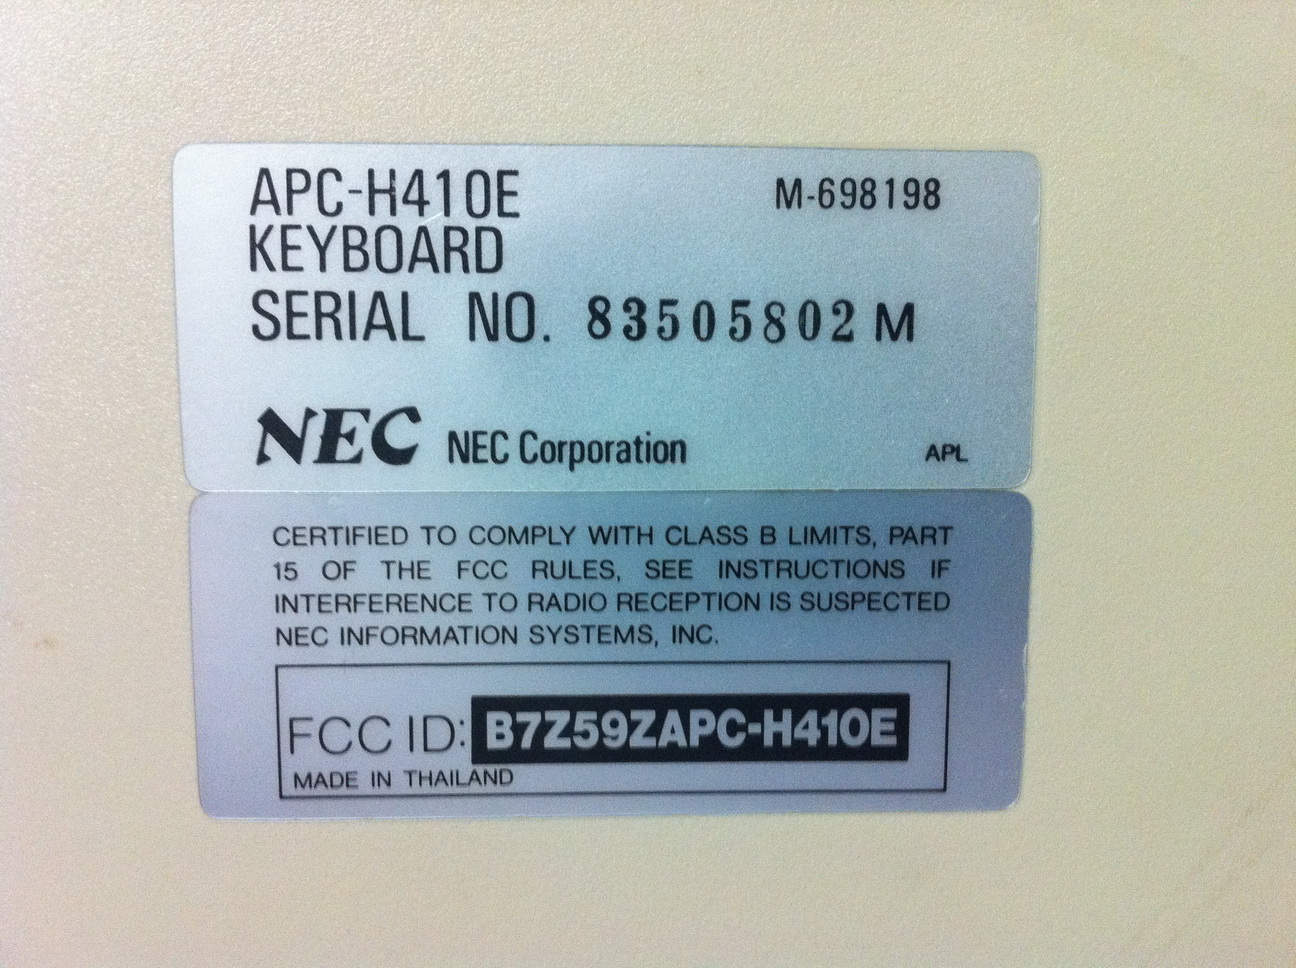 APC-H410E M-698198
KEYBOARD
SERIAL NO. 83505802 M
NEC NEC Corporation APL
CERTIFIED TO COMPLY WITH CLASS B LIMITS, PART
15 OF THE FCC RULES, SEE INSTRUCTIONS IF
INTERFERENCE TO RADIO RECEPTION IS SUSPECTED
NEC INFORMATION SYSTEMS, INC.
FCC ID: B7Z59ZAPC-H410E
MADE IN THAILAND